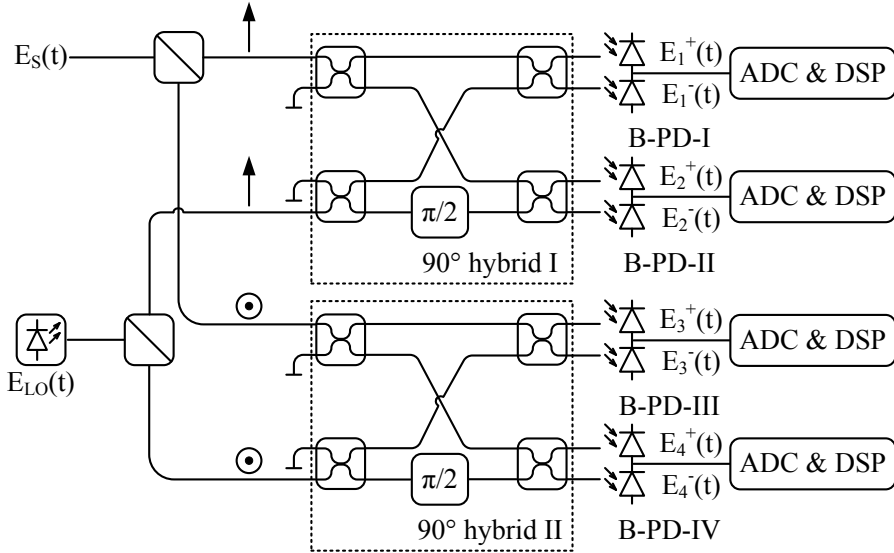 E_S(t)
E_1^+(t)
E_1^-(t)
ADC & DSP
B-PD-I
π/2
E_2^+(t)
E_2^-(t)
ADC & DSP
90° hybrid I
B-PD-II
E_LO(t)
E_3^+(t)
E_3^-(t)
ADC & DSP
B-PD-III
π/2
E_4^+(t)
E_4^-(t)
ADC & DSP
90° hybrid II
B-PD-IV